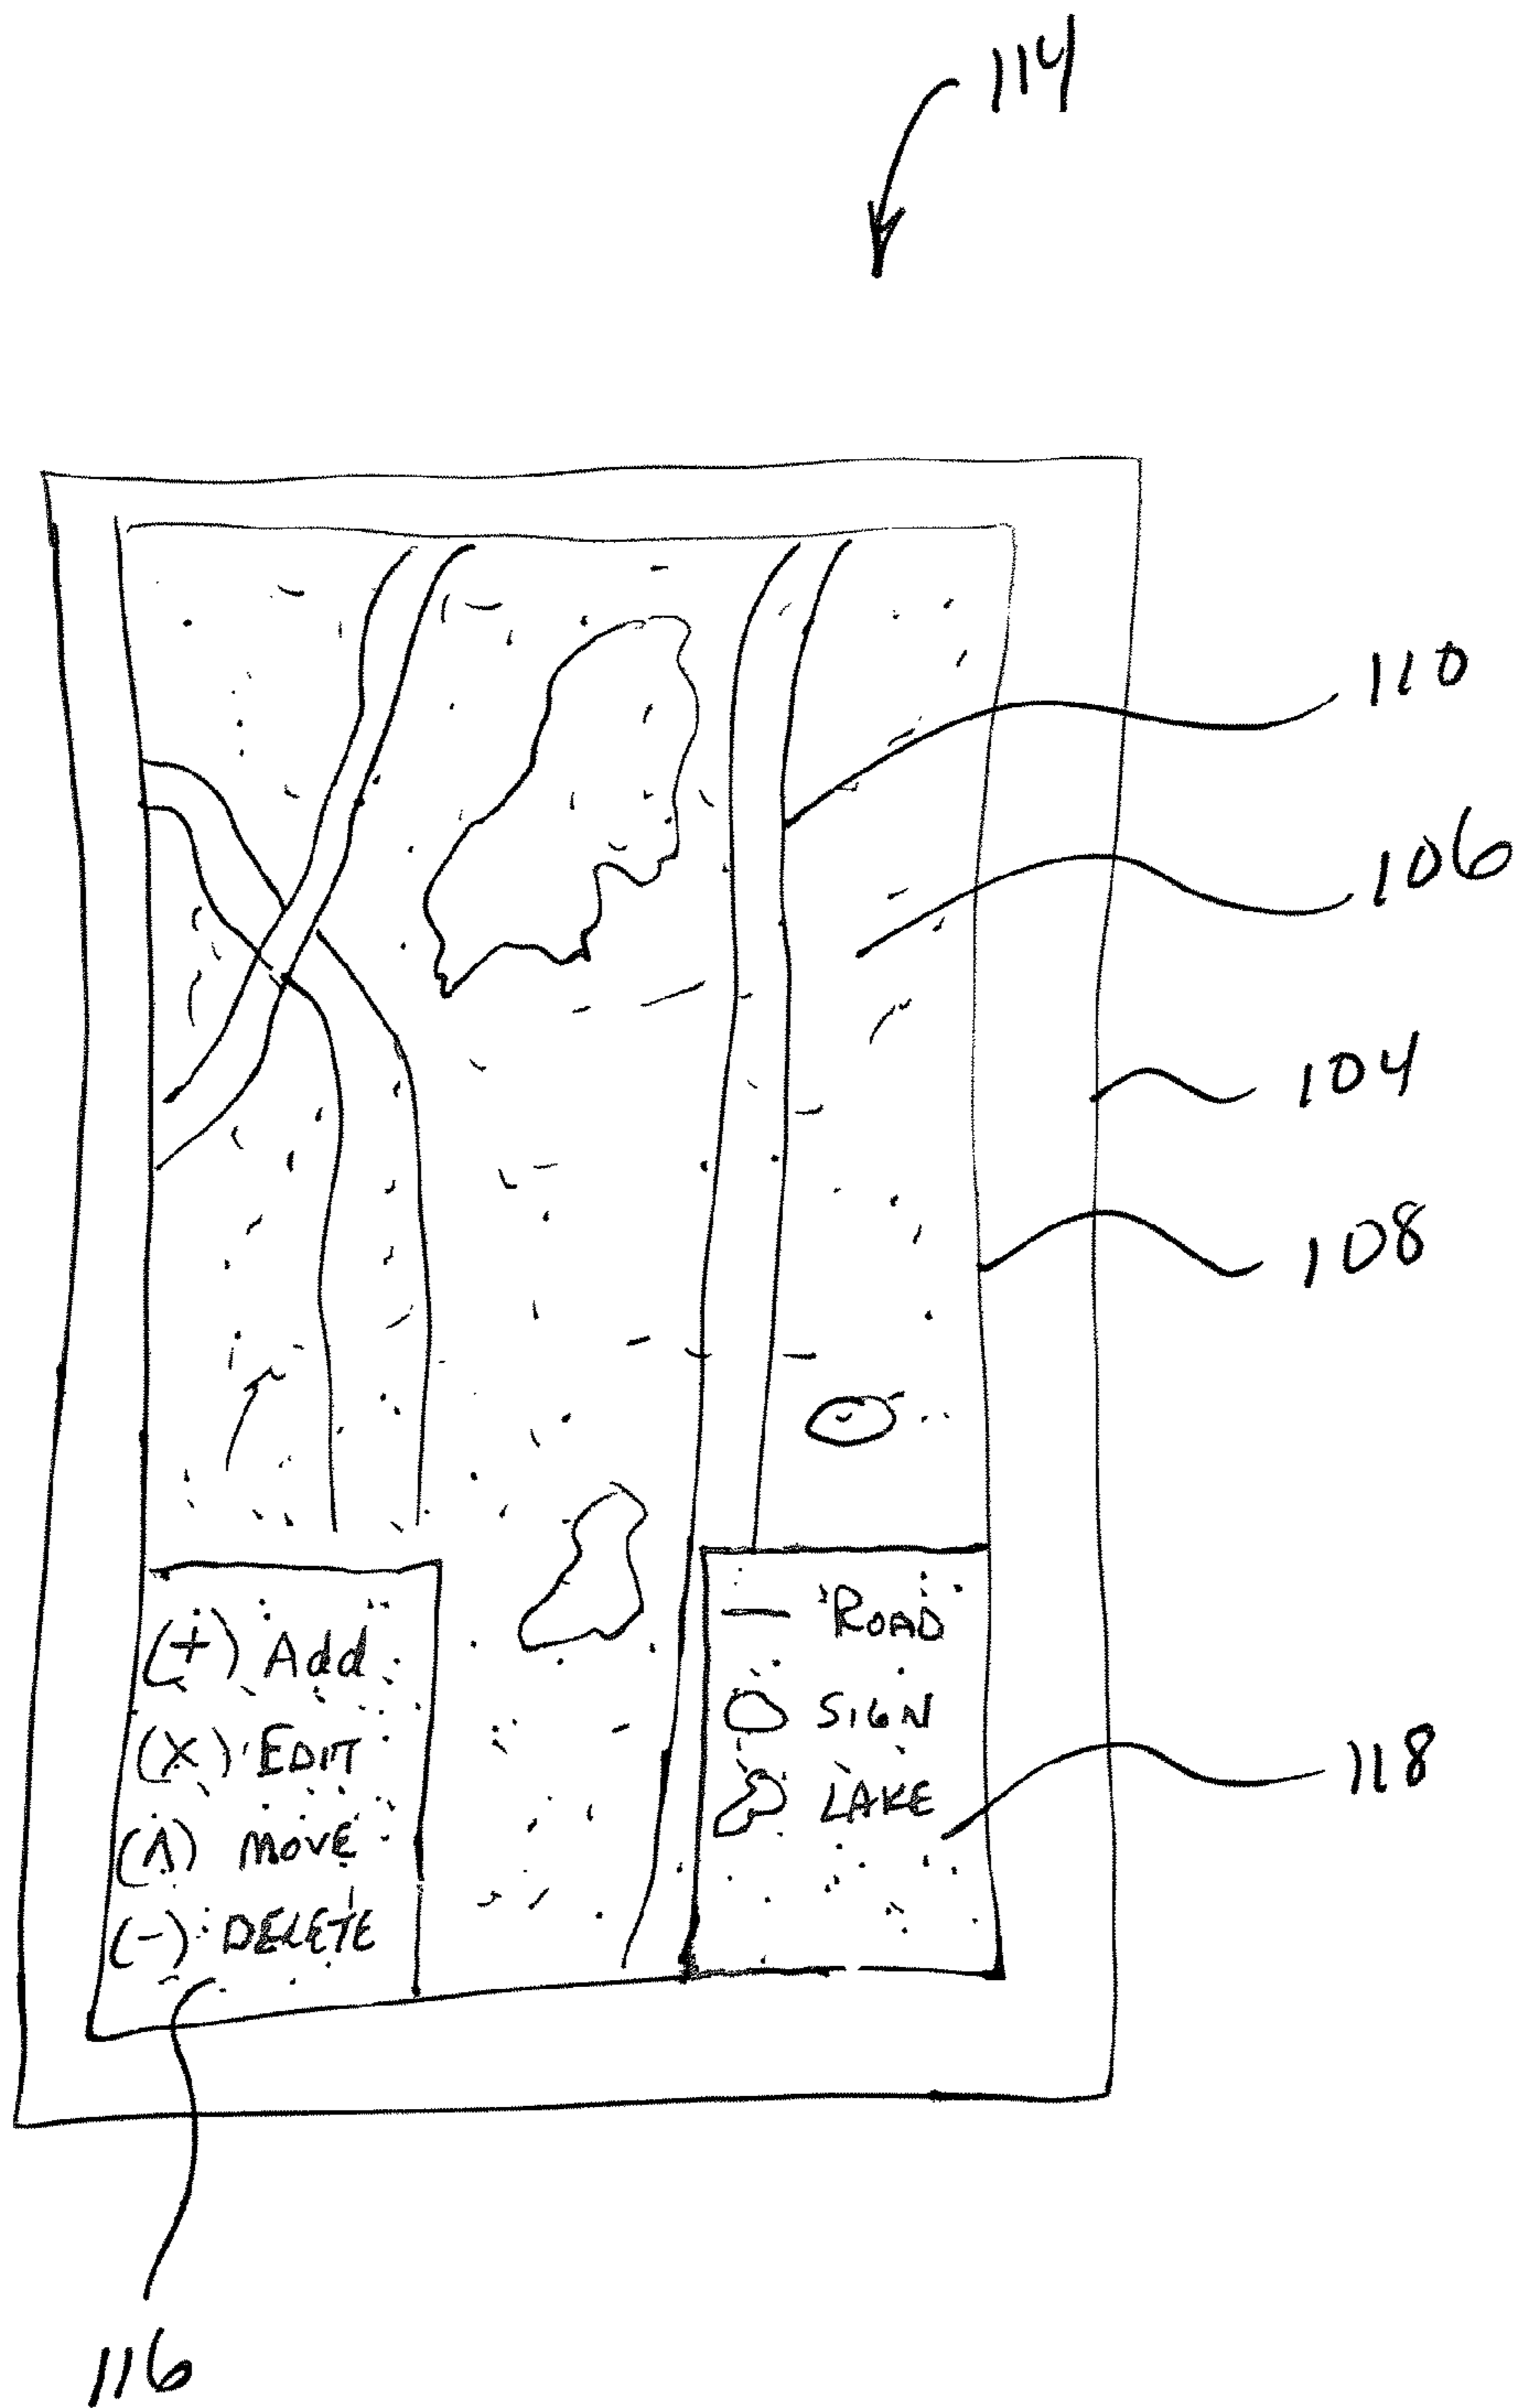 114
110
106
104
108
(+) Add
(X) EDIT
(Λ) MOVE
(-) DELETE
— ROAD
SIGN
LAKE
118
116